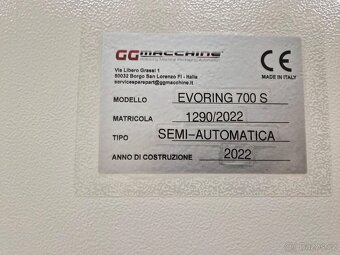 GGMACCHINE
Via Libero Grassi 1
50032 Borgo San Lorenzo FI - Italia
servicesparepart@ggmacchine.it
CE
MADE IN ITALY
MODELLO EVORING 700 S
MATRICOLA 1290/2022
TIPO SEMI-AUTOMATICA
ANNO DI COSTRUZIONE 2022